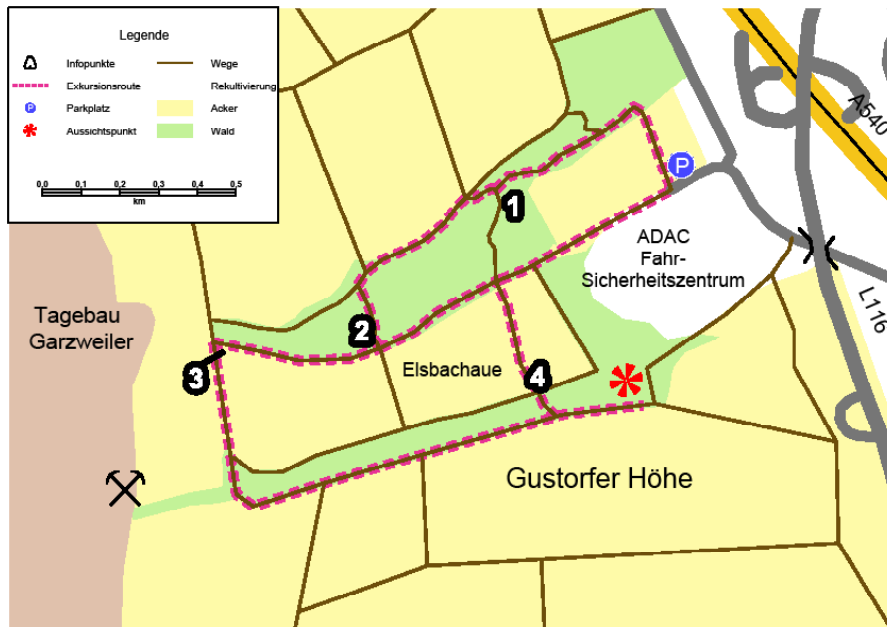 Legende
Infopunkte
Wege
Exkursionsroute
Rekultivierung
P
Parkplatz
Acker
Aussichtspunkt
Wald
0,0 0,1 0,2 0,3 0,4 0,5
km
A540
P
1
ADAC
Fahr-
Sicherheitszentrum
L116
Tagebau
Garzweiler
2
3
Elsbachaue
4
Gustorfer Höhe